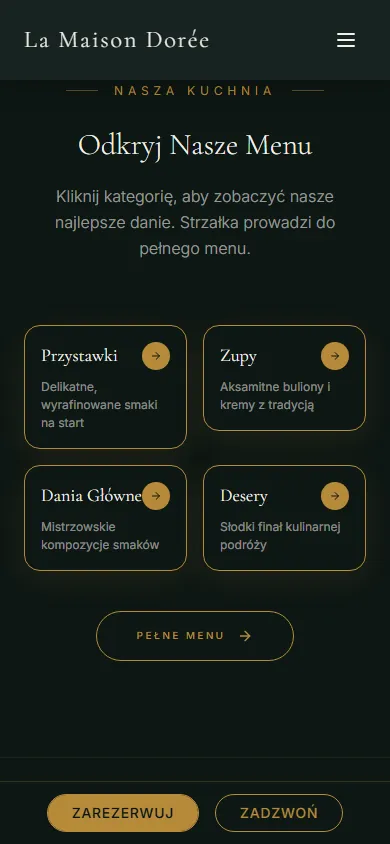 La Maison Dorée
NASZA KUCHNIA
Odkryj Nasze Menu
Kliknij kategorię, aby zobaczyć nasze
najlepsze danie. Strzałka prowadzi do
pełnego menu.
Przystawki
Delikatne,
wyrafinowane smaki
na start
Zupy
Aksamitne buliony i
kremy z tradycją
Dania Główne
Mistrzowskie
kompozycje smaków
Desery
Słodki finał kulinarnej
podróży
PEŁNE MENU
ZAREZERWUJ
ZADZWOŃ